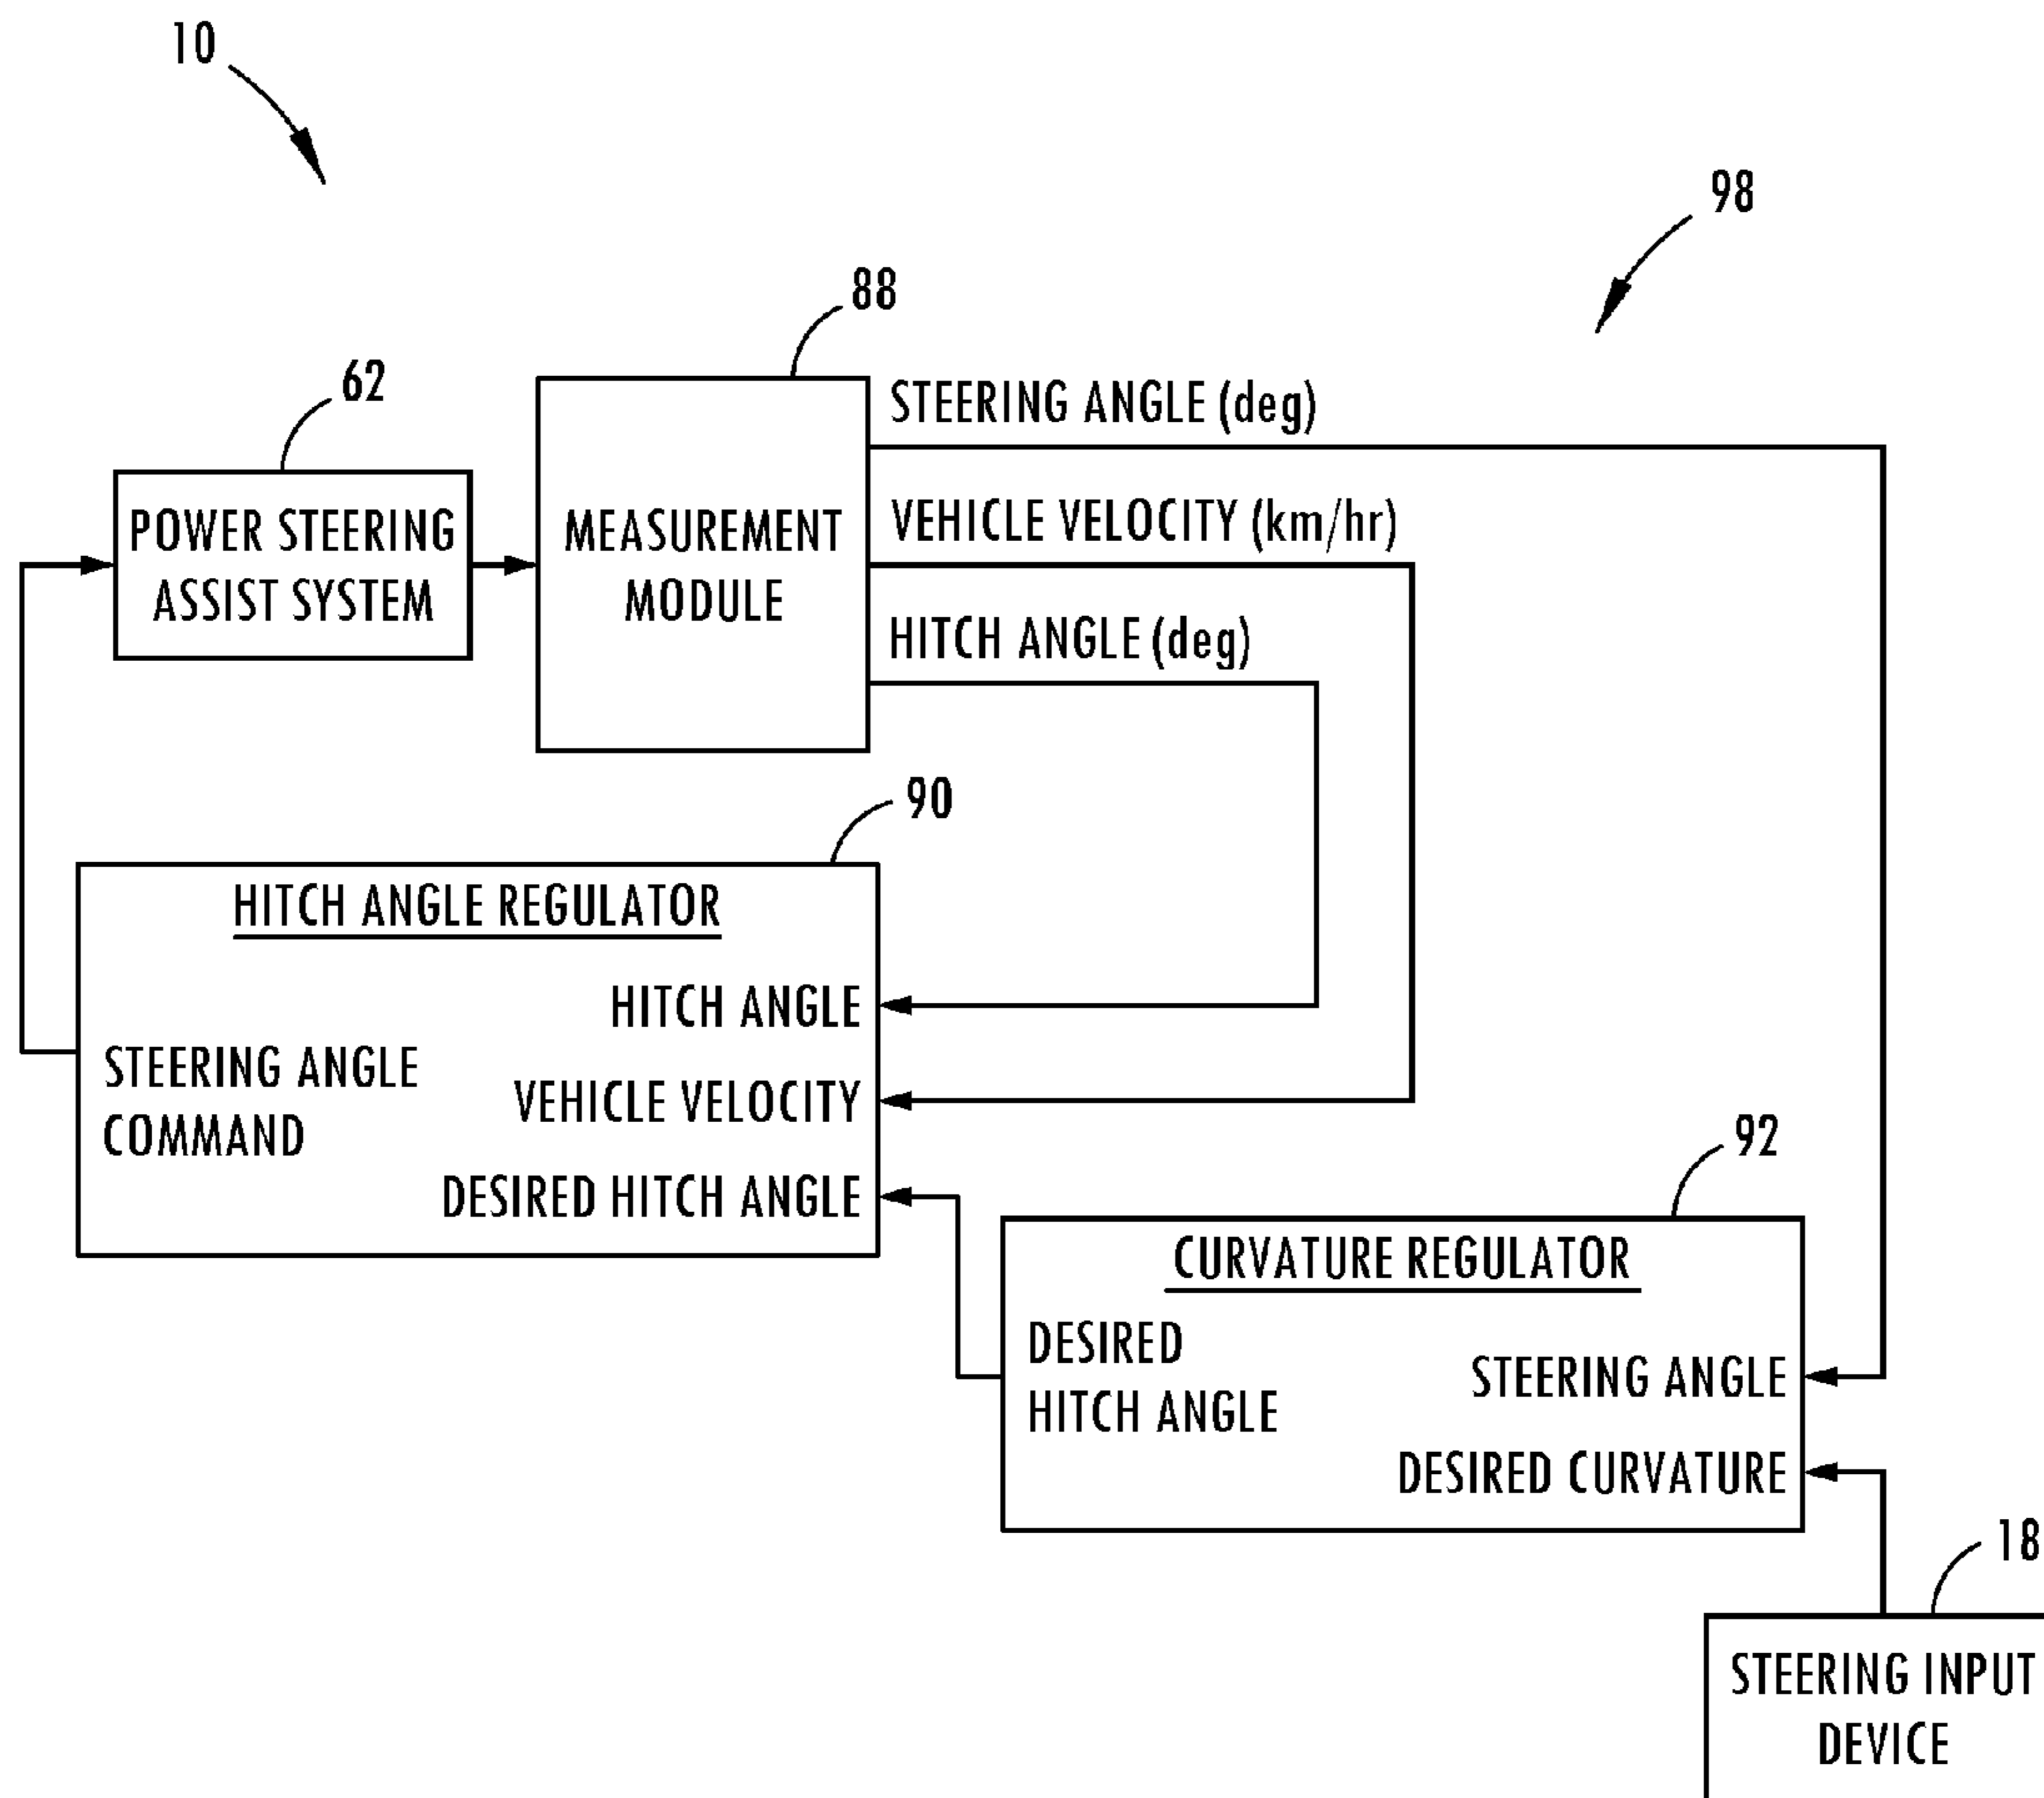 10
98
88
62
STEERING ANGLE (deg)
VEHICLE VELOCITY (km/hr)
HITCH ANGLE (deg)
POWER STEERING
ASSIST SYSTEM
MEASUREMENT
MODULE
90
HITCH ANGLE REGULATOR
HITCH ANGLE
STEERING ANGLE
COMMAND
VEHICLE VELOCITY
DESIRED HITCH ANGLE
92
CURVATURE REGULATOR
DESIRED
HITCH ANGLE
STEERING ANGLE
DESIRED CURVATURE
18
STEERING INPUT
DEVICE